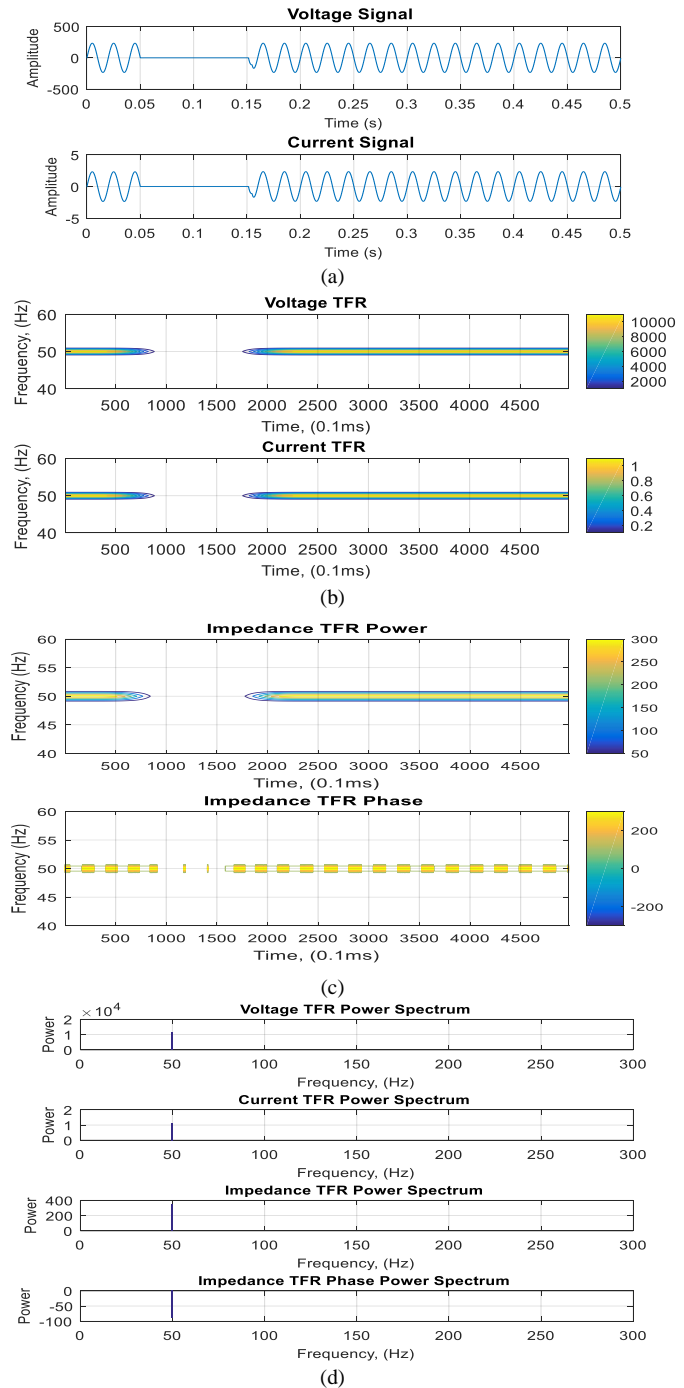 Voltage Signal
Amplitude
500
0
-500
0 0.05 0.1 0.15 0.2 0.25 0.3 0.35 0.4 0.45 0.5
Time (s)
Current Signal
Amplitude
5
0
-5
0 0.05 0.1 0.15 0.2 0.25 0.3 0.35 0.4 0.45 0.5
Time (s)
(a)
Voltage TFR
Frequency, (Hz)
60
50
40
500 1000 1500 2000 2500 3000 3500 4000 4500
Time, (0.1ms)
10000
8000
6000
4000
2000
Current TFR
Frequency, (Hz)
60
50
40
500 1000 1500 2000 2500 3000 3500 4000 4500
Time, (0.1ms)
1
0.8
0.6
0.4
0.2
(b)
Impedance TFR Power
Frequency (Hz)
60
55
50
45
40
500 1000 1500 2000 2500 3000 3500 4000 4500
Time, (0.1ms)
300
250
200
150
100
50
Impedance TFR Phase
Frequency (Hz)
60
55
50
45
40
500 1000 1500 2000 2500 3000 3500 4000 4500
Time, (0.1ms)
200
0
-200
(c)
Voltage TFR Power Spectrum
×10⁴
Power
2
1
0
0 50 100 150 200 250 300
Frequency, (Hz)
Current TFR Power Spectrum
Power
2
1
0
0 50 100 150 200 250 300
Frequency, (Hz)
Impedance TFR Power Spectrum
Power
400
200
0
0 50 100 150 200 250 300
Frequency, (Hz)
Impedance TFR Phase Power Spectrum
Power
0
-50
-100
0 50 100 150 200 250 300
Frequency, (Hz)
(d)